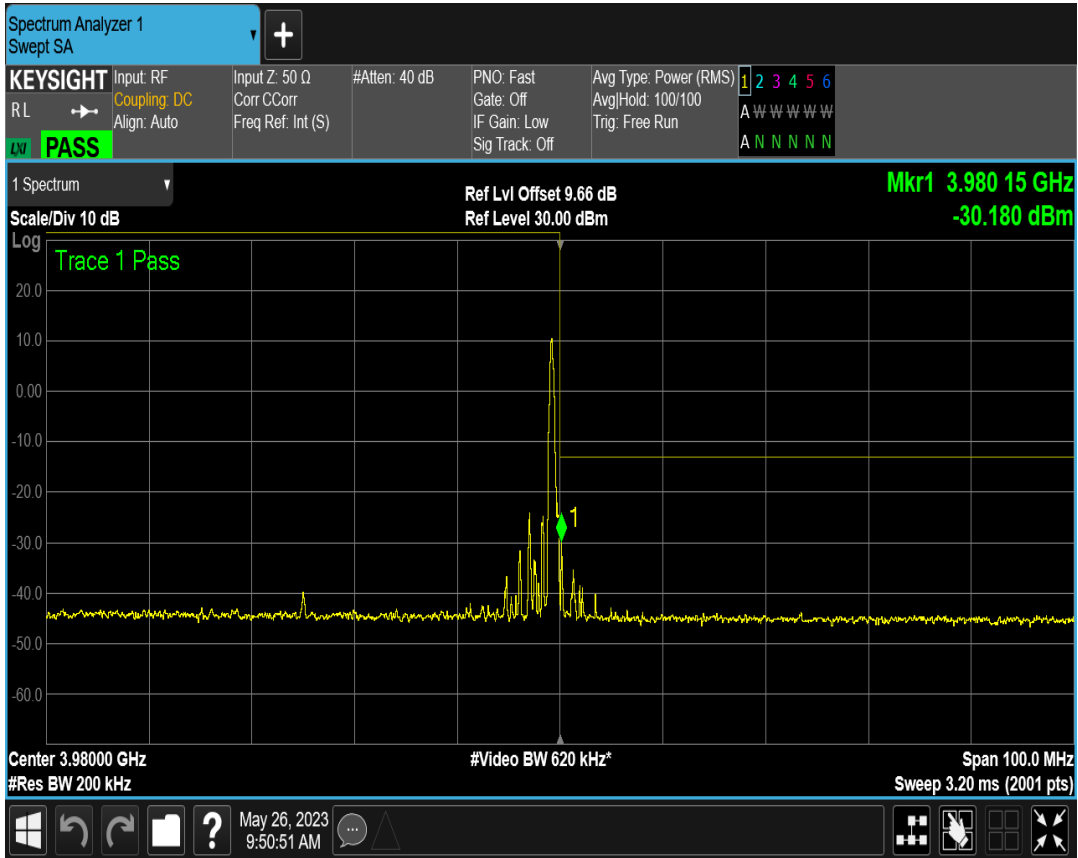 Spectrum Analyzer 1
Swept SA
+
KEYSIGHT
R L
LXI PASS
Input: RF
Coupling: DC
Align: Auto
Input Z: 50 Ω
Corr CCorr
Freq Ref: Int (S)
#Atten: 40 dB
PNO: Fast
Gate: Off
IF Gain: Low
Sig Track: Off
Avg Type: Power (RMS)
Avg|Hold: 100/100
Trig: Free Run
1 2 3 4 5 6
A W W W W W
A N N N N N
1 Spectrum
Scale/Div 10 dB
Ref Lvl Offset 9.66 dB
Ref Level 30.00 dBm
Mkr1 3.980 15 GHz
-30.180 dBm
Log
Trace 1 Pass
20.0
10.0
0.00
-10.0
-20.0
-30.0
-40.0
-50.0
-60.0
1
Center 3.98000 GHz
#Res BW 200 kHz
#Video BW 620 kHz*
Span 100.0 MHz
Sweep 3.20 ms (2001 pts)
?
May 26, 2023
9:50:51 AM